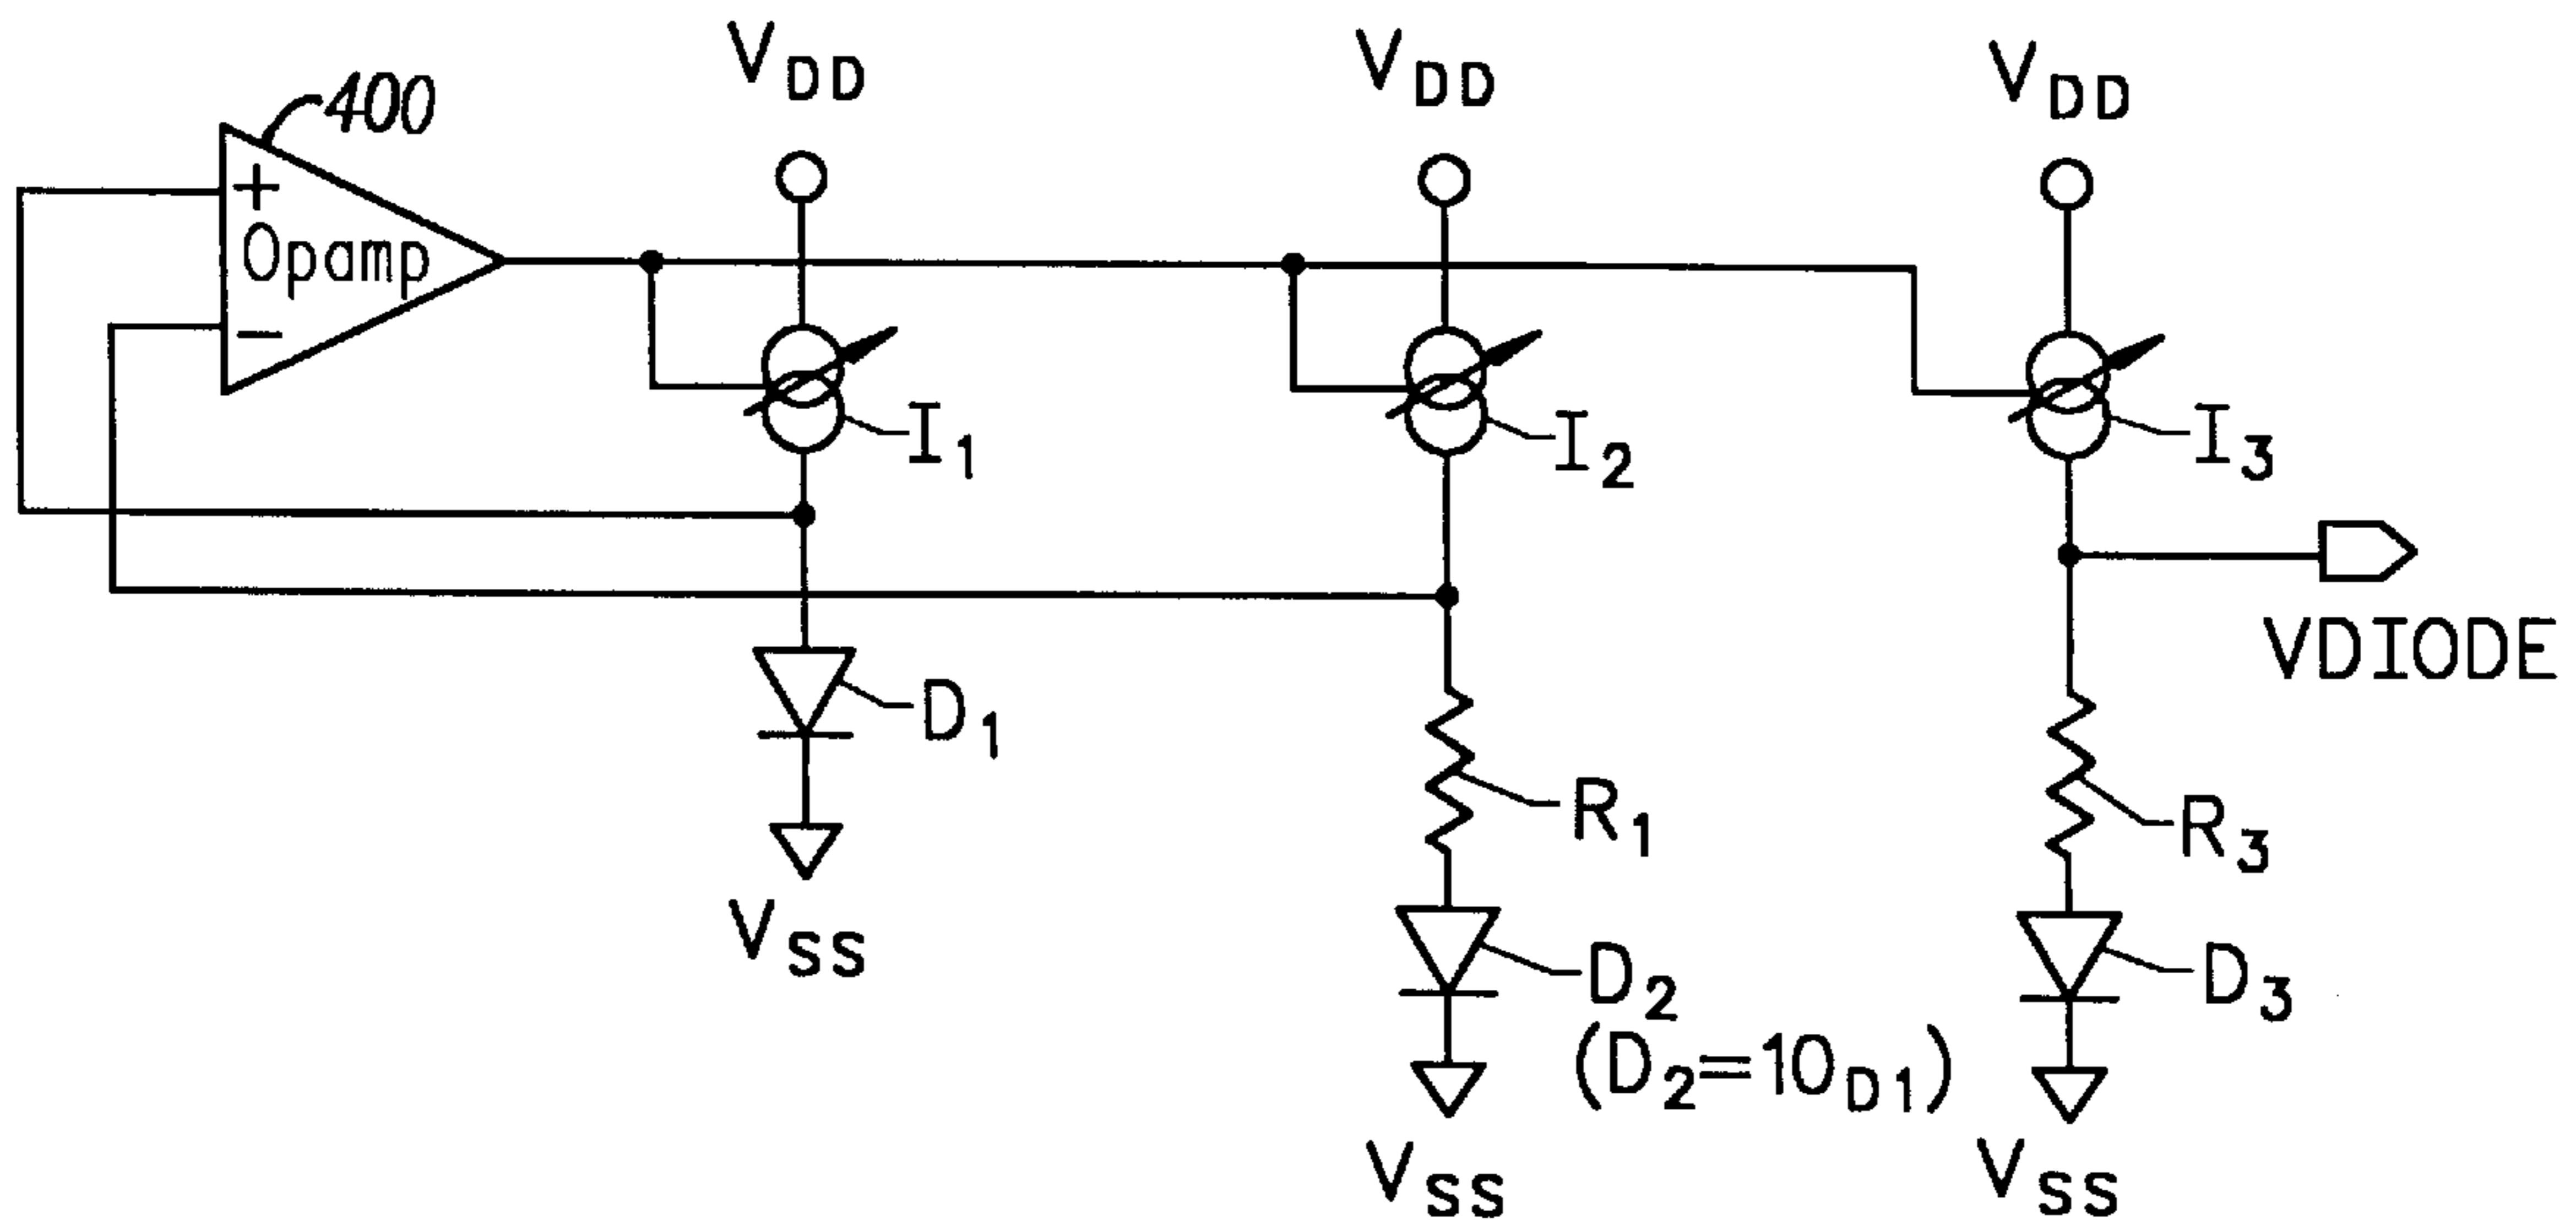 400
VDD
VDD
VDD
+
Opamp
−
I1
I2
I3
VDIODE
D1
R1
R3
VSS
D2
(D2=10D1)
D3
VSS
VSS